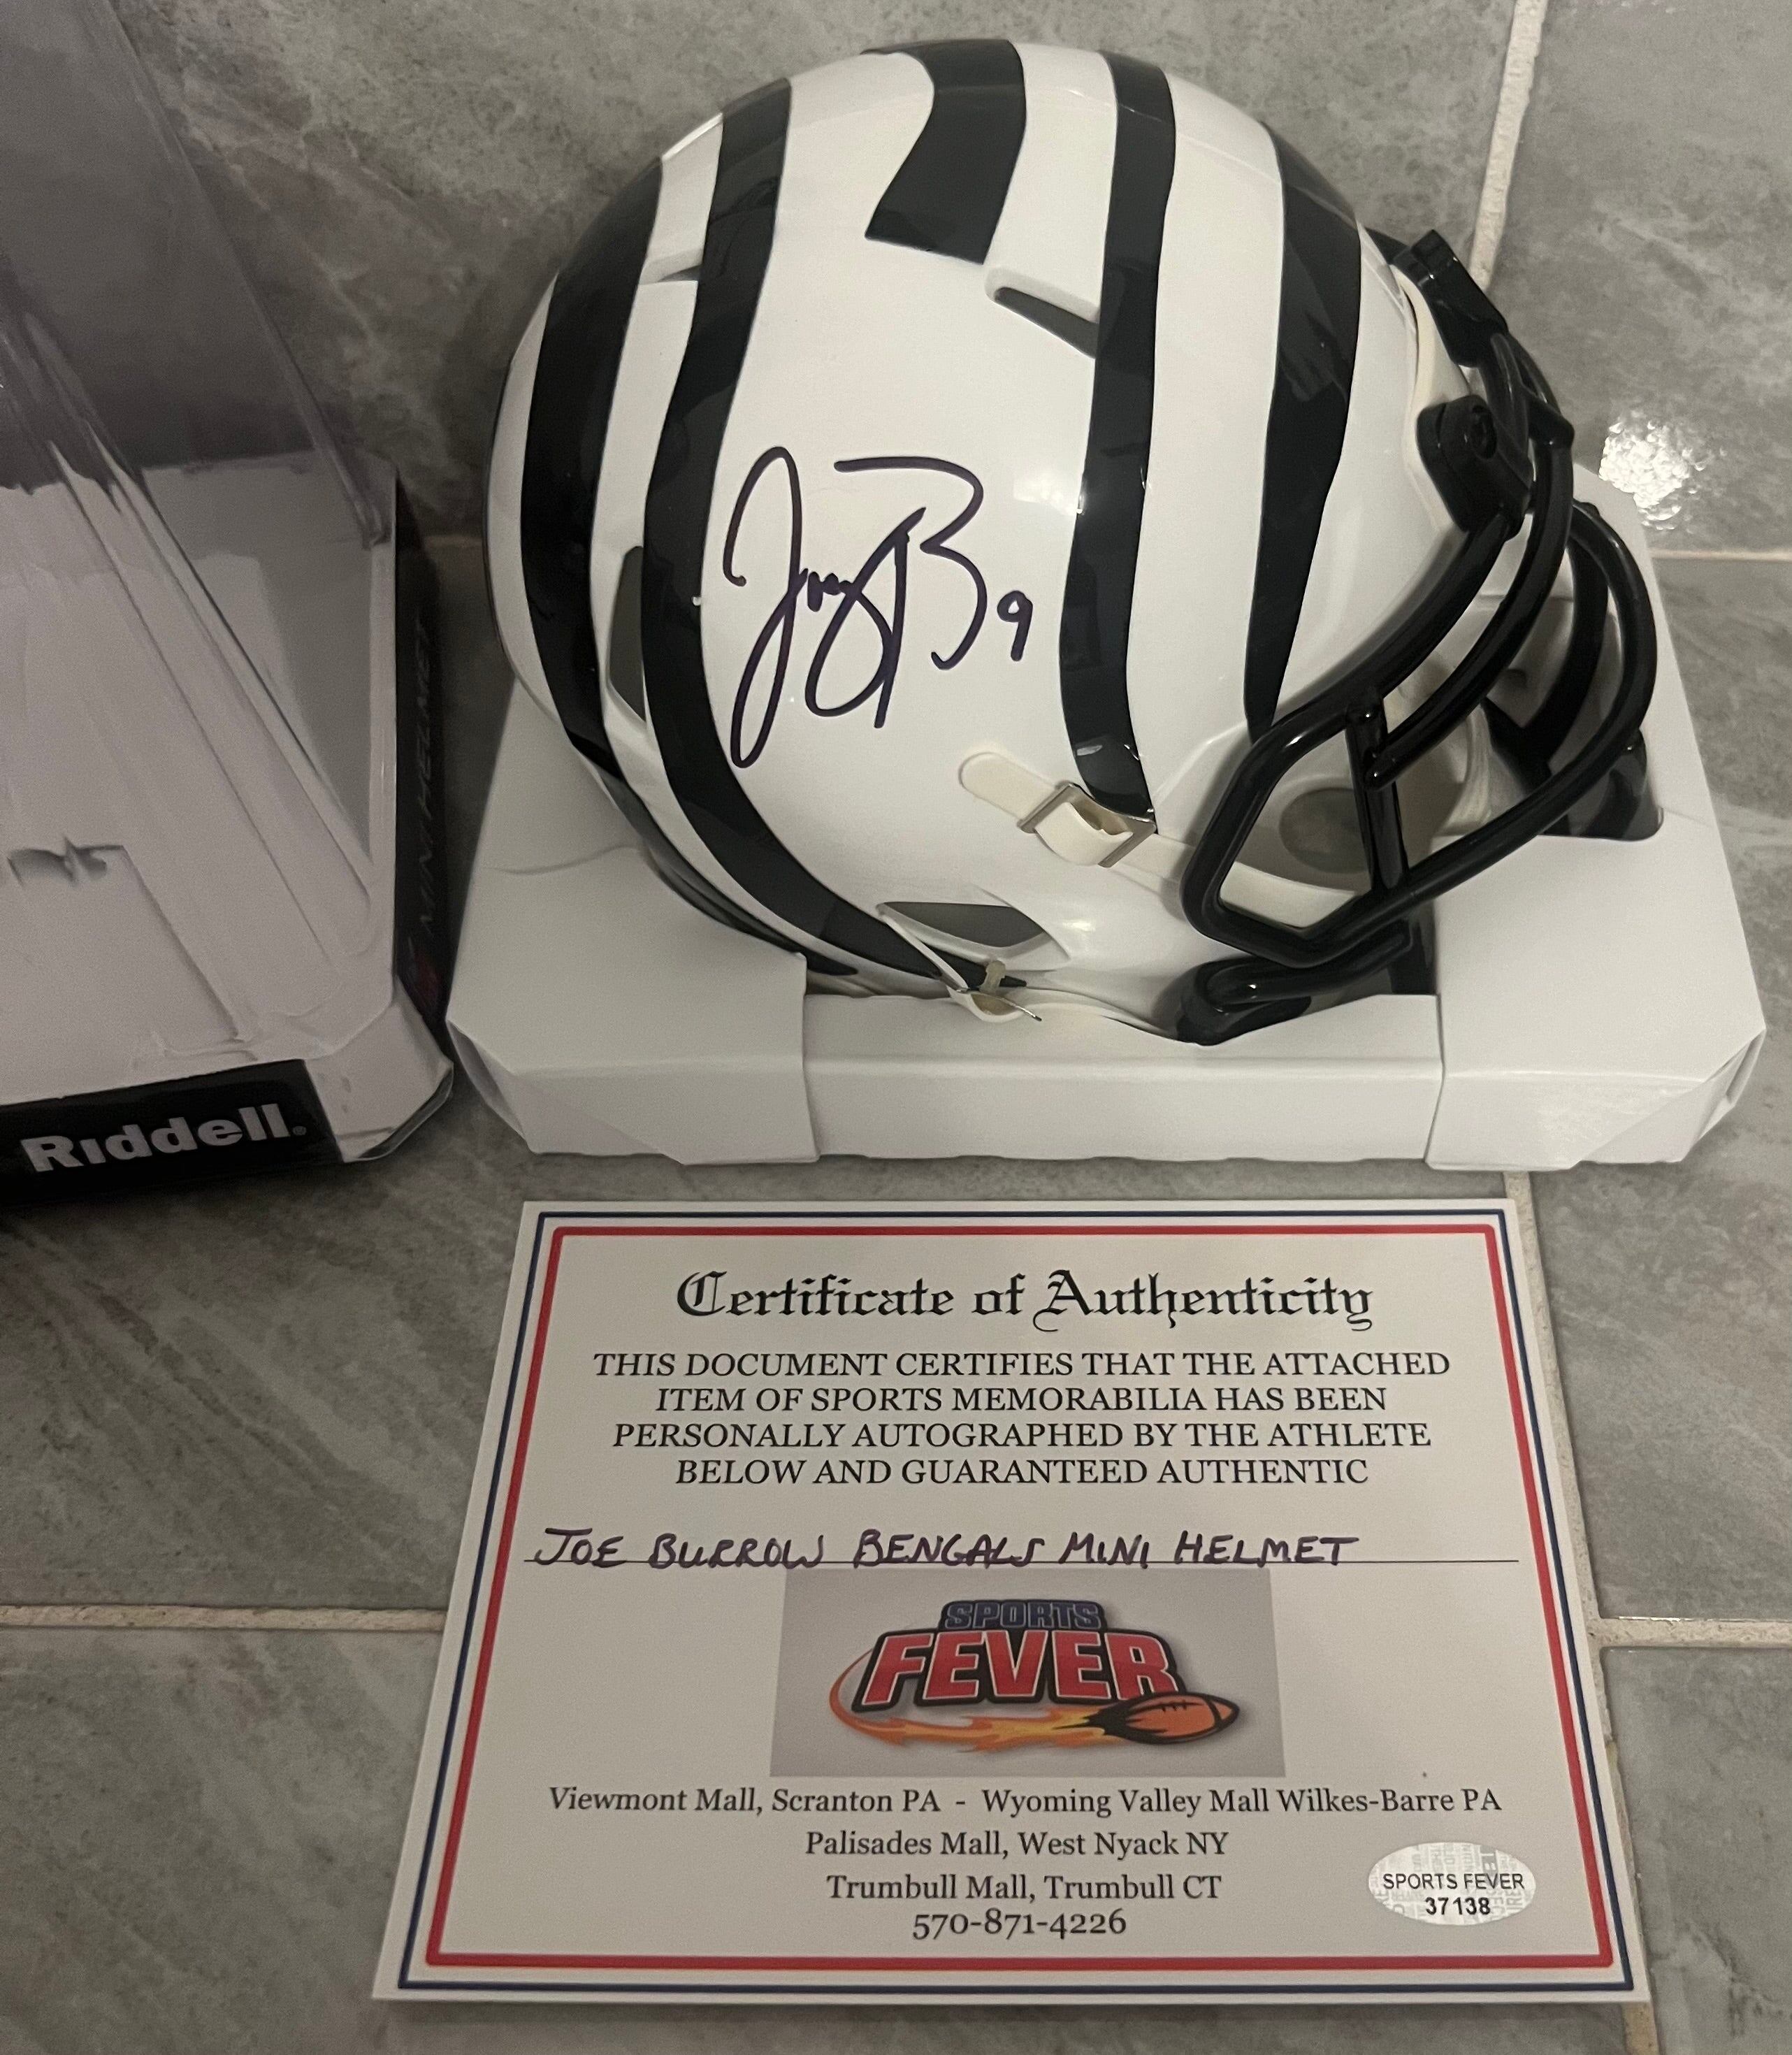 9
MINI HELMET
Riddell
Certificate of Authenticity
THIS DOCUMENT CERTIFIES THAT THE ATTACHED
ITEM OF SPORTS MEMORABILIA HAS BEEN
PERSONALLY AUTOGRAPHED BY THE ATHLETE
BELOW AND GUARANTEED AUTHENTIC
JOE BURROW BENGALS MINI HELMET
SPORTS
FEVER
Viewmont Mall, Scranton PA - Wyoming Valley Mall Wilkes-Barre PA
Palisades Mall, West Nyack NY
Trumbull Mall, Trumbull CT
570-871-4226
SPORTS FEVER
37138